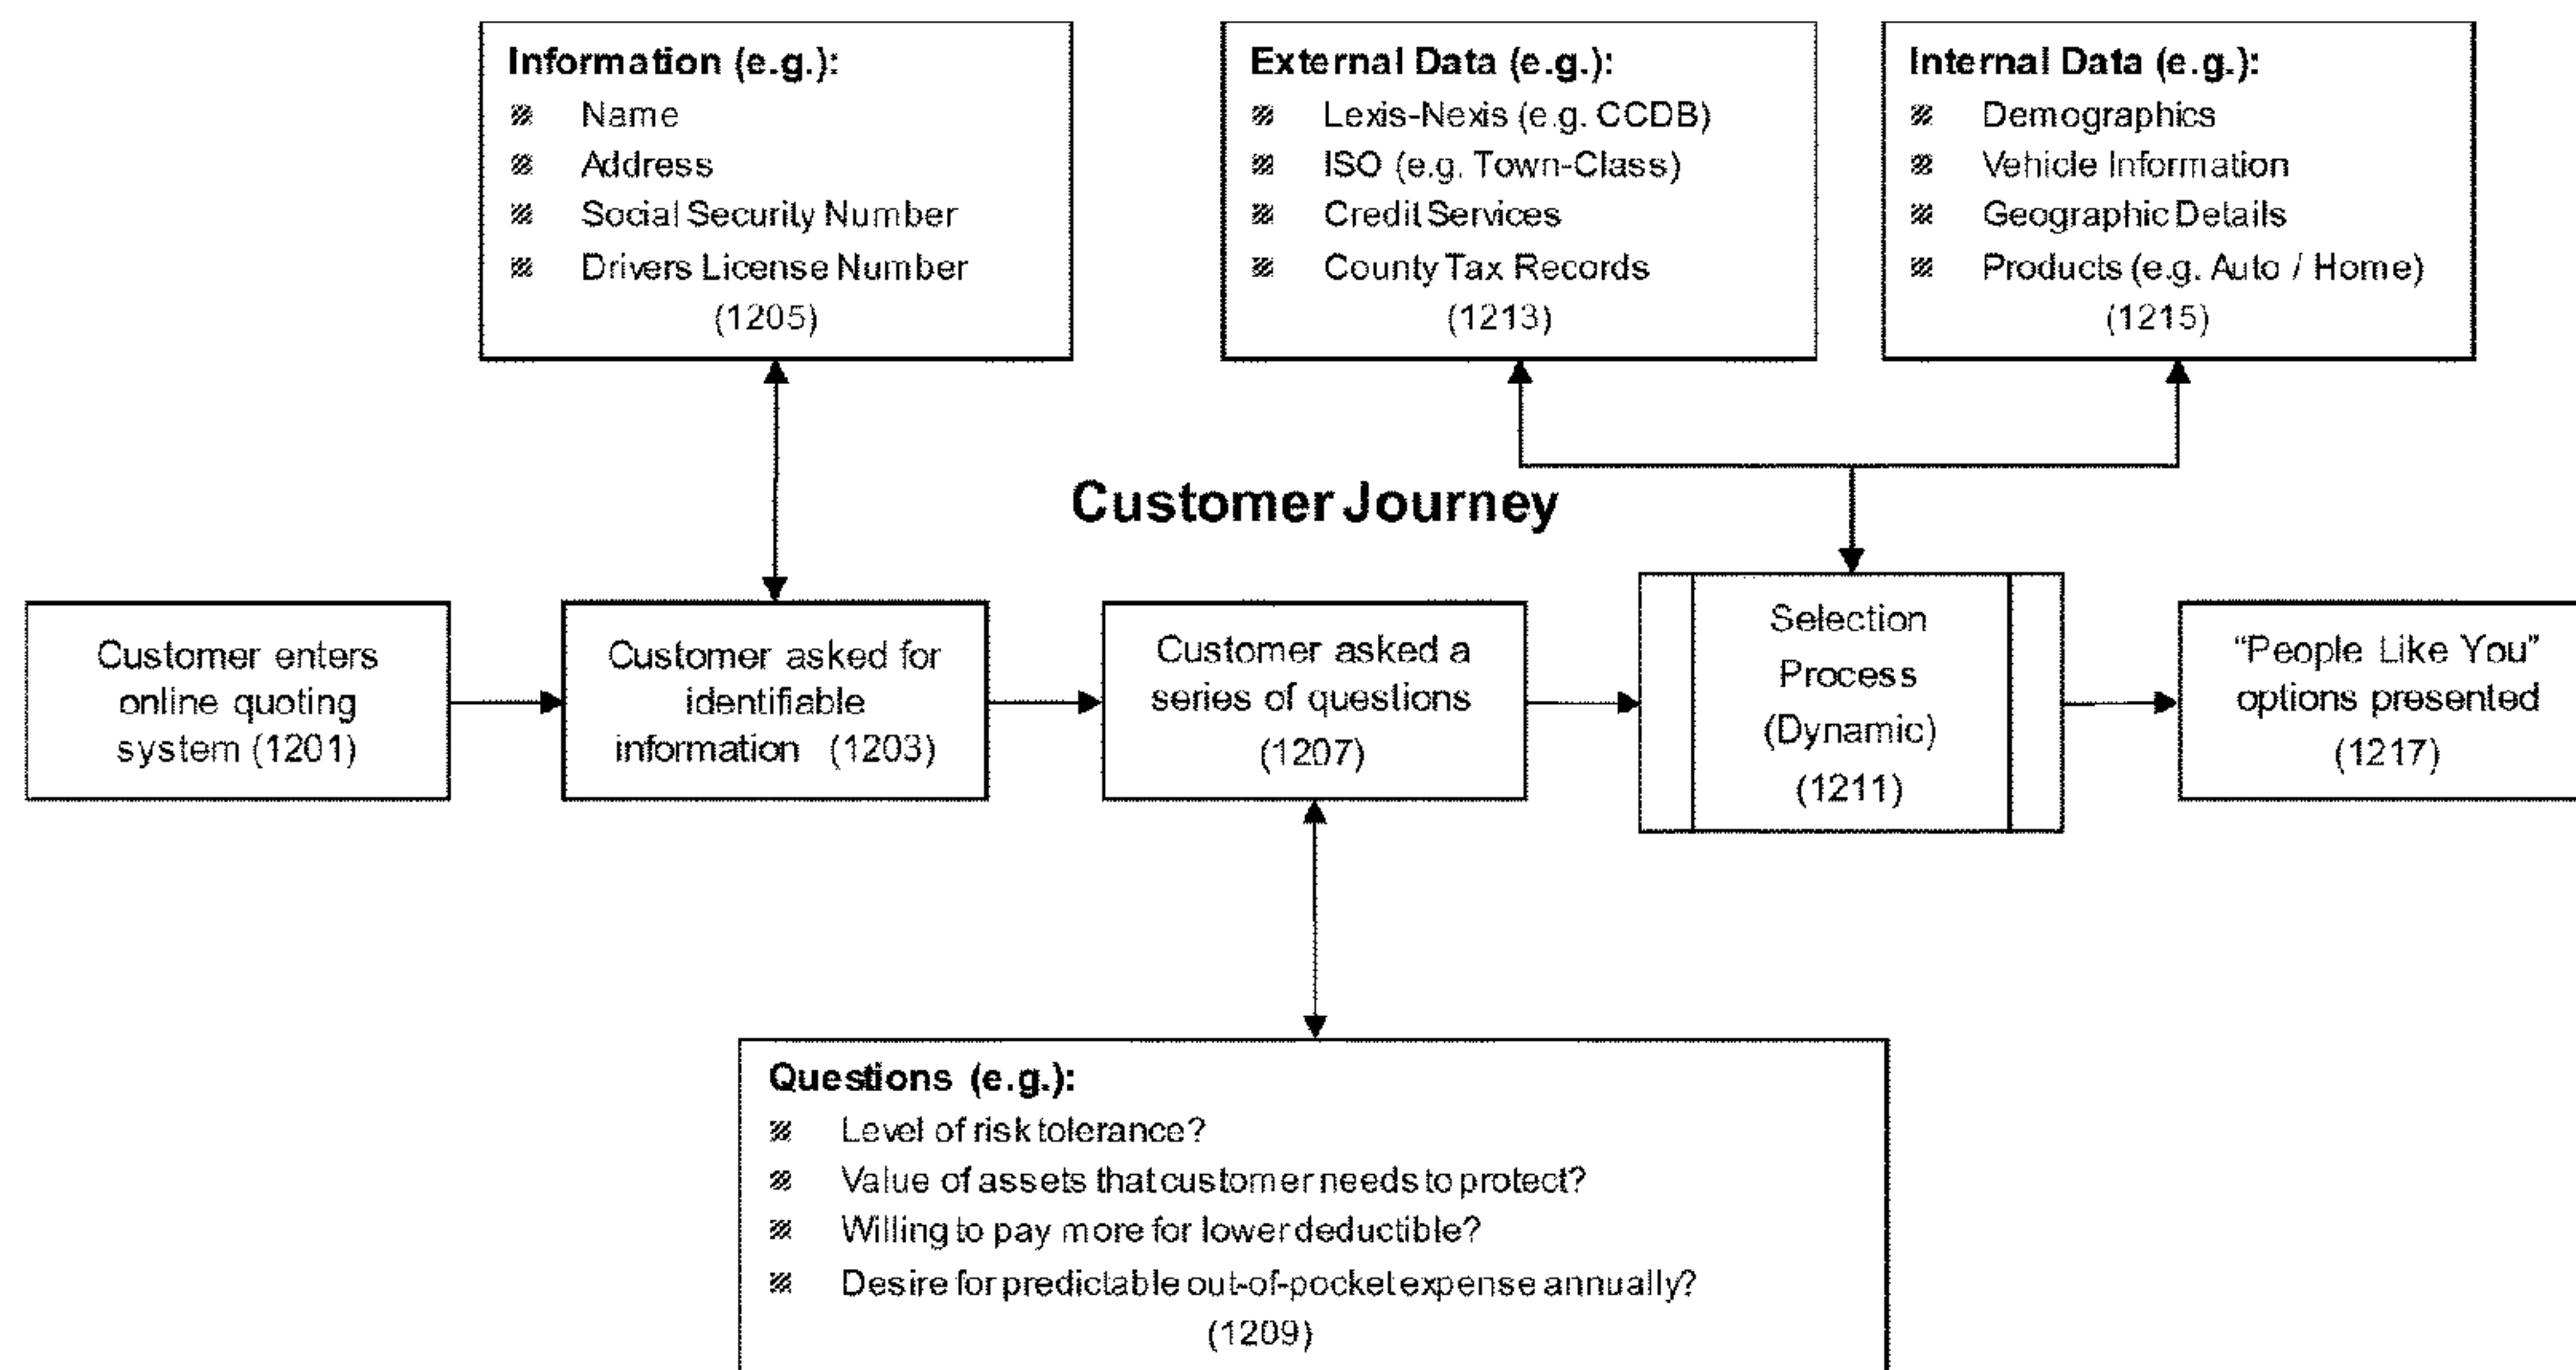 Information (e.g.):
Name
Address
Social Security Number
Drivers License Number
(1205)
External Data (e.g.):
Lexis-Nexis (e.g. CCDB)
ISO (e.g. Town-Class)
Credit Services
County Tax Records
(1213)
Internal Data (e.g.):
Demographics
Vehicle Information
Geographic Details
Products (e.g. Auto / Home)
(1215)
Customer Journey
Customer enters
online quoting
system (1201)
Customer asked for
identifiable
information (1203)
Customer asked a
series of questions
(1207)
Selection
Process
(Dynamic)
(1211)
“People Like You”
options presented
(1217)
Questions (e.g.):
Level of risk tolerance?
Value of assets that customer needs to protect?
Willing to pay more for lower deductible?
Desire for predictable out-of-pocket expense annually?
(1209)